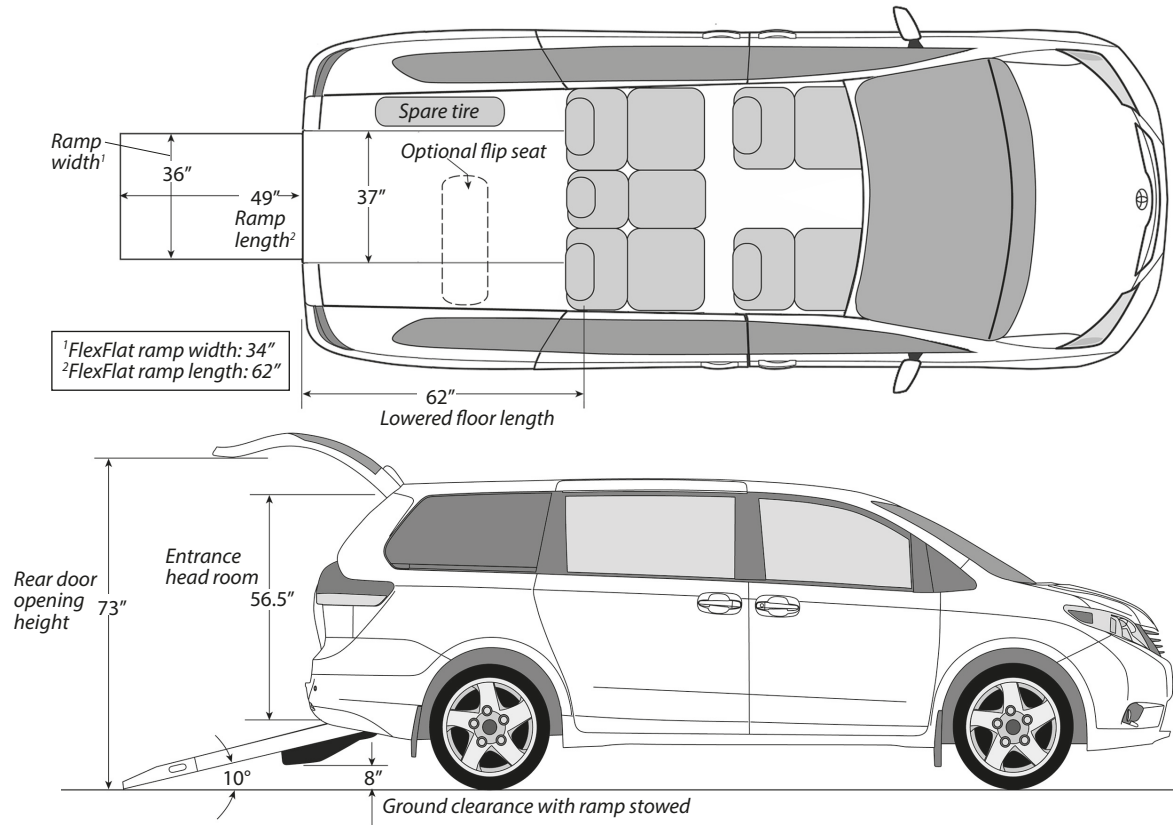 Spare tire
Ramp
width¹
36"
Optional flip seat
49"
Ramp
length²
37"
¹FlexFlat ramp width: 34"
²FlexFlat ramp length: 62"
62"
Lowered floor length
Entrance
head room
56.5"
Rear door
opening
height
73"
10°
8"
Ground clearance with ramp stowed